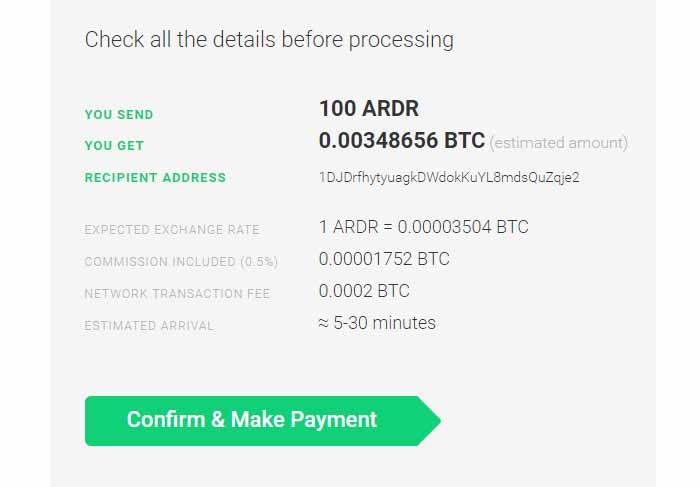 Check all the details before processing
YOU SEND 100 ARDR
YOU GET 0.00348656 BTC (estimated amount)
RECIPIENT ADDRESS 1DJDrfhytyuagkDWdokKuYL8mdsQuZqje2
EXPECTED EXCHANGE RATE 1 ARDR = 0.00003504 BTC
COMMISSION INCLUDED (0.5%) 0.00001752 BTC
NETWORK TRANSACTION FEE 0.0002 BTC
ESTIMATED ARRIVAL ≈ 5-30 minutes
Confirm & Make Payment